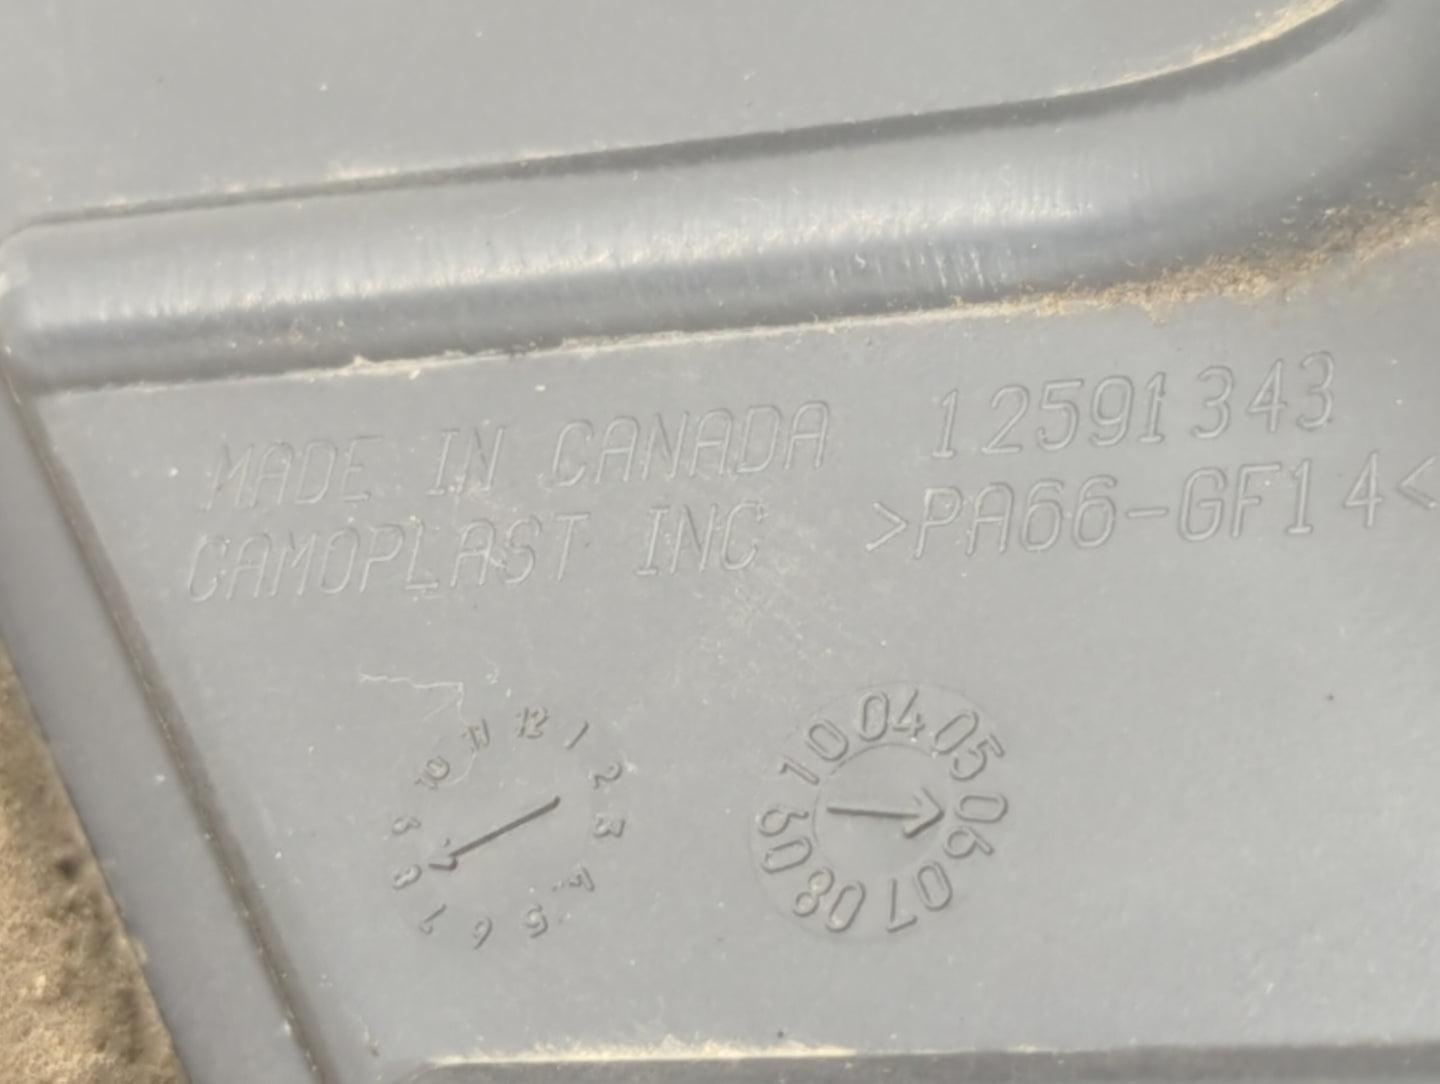 MADE IN CANADA 12591343
CAMOPLAST INC >PA66-GF14<
12 1 2 3 4 5 6 7 8 9 10 11
04 05 06 07 08 09 10